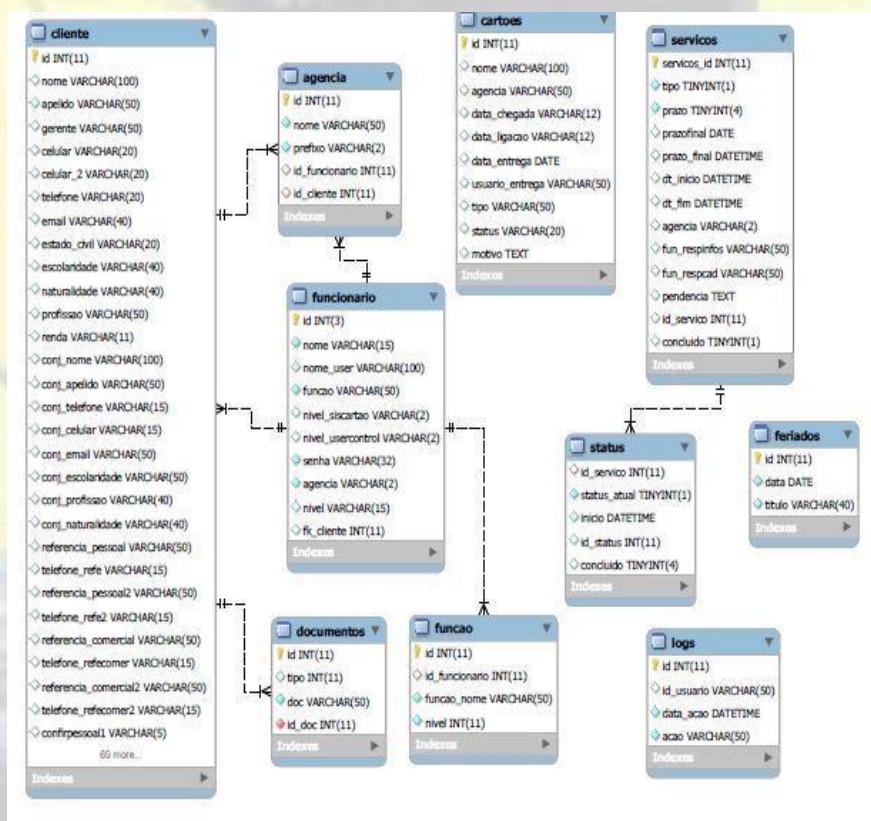 cliente
id INT(11)
nome VARCHAR(100)
apelido VARCHAR(50)
gerente VARCHAR(50)
celular VARCHAR(20)
celular_2 VARCHAR(20)
telefone VARCHAR(20)
email VARCHAR(40)
estado_civil VARCHAR(20)
escolaridade VARCHAR(40)
naturalidade VARCHAR(40)
profissao VARCHAR(50)
renda VARCHAR(11)
conj_nome VARCHAR(100)
conj_apelido VARCHAR(50)
conj_telefone VARCHAR(15)
conj_celular VARCHAR(15)
conj_email VARCHAR(50)
conj_escolaridade VARCHAR(50)
conj_profissao VARCHAR(40)
conj_naturalidade VARCHAR(40)
referencia_pessoal VARCHAR(50)
telefone_refe VARCHAR(15)
referencia_pessoal2 VARCHAR(50)
telefone_refe2 VARCHAR(15)
referencia_comercial VARCHAR(50)
telefone_refecomer VARCHAR(15)
referencia_comercial2 VARCHAR(50)
telefone_refecomer2 VARCHAR(15)
confirpessoal1 VARCHAR(5)
69 more...
Indexes
agencia
id INT(11)
nome VARCHAR(50)
prefixo VARCHAR(2)
id_funcionario INT(11)
id_cliente INT(11)
Indexes
funcionario
id INT(3)
nome VARCHAR(15)
nome_user VARCHAR(100)
funcao VARCHAR(50)
nivel_siscartao VARCHAR(2)
nivel_usercontrol VARCHAR(2)
senha VARCHAR(32)
agencia VARCHAR(2)
nivel VARCHAR(15)
fk_cliente INT(11)
Indexes
documentos
id INT(11)
tipo INT(11)
doc VARCHAR(50)
id_doc INT(11)
Indexes
funcao
id INT(11)
id_funcionario INT(11)
funcao_nome VARCHAR(50)
nivel INT(11)
Indexes
cartoes
id INT(11)
nome VARCHAR(100)
agencia VARCHAR(50)
data_chegada VARCHAR(12)
data_ligacao VARCHAR(12)
data_entrega DATE
usuario_entrega VARCHAR(50)
tipo VARCHAR(50)
status VARCHAR(20)
motivo TEXT
Indexes
servicos
servicos_id INT(11)
tipo TINYINT(1)
prazo TINYINT(4)
prazofinal DATE
prazo_final DATETIME
dt_inicio DATETIME
dt_fim DATETIME
agencia VARCHAR(2)
fun_respinfos VARCHAR(50)
fun_respcad VARCHAR(50)
pendencia TEXT
id_servico INT(11)
concluido TINYINT(1)
Indexes
status
id_servico INT(11)
status_atual TINYINT(1)
inicio DATETIME
id_status INT(11)
concluido TINYINT(4)
Indexes
feriados
id INT(11)
data DATE
titulo VARCHAR(40)
Indexes
logs
id INT(11)
id_usuario VARCHAR(50)
data_acao DATETIME
acao VARCHAR(50)
Indexes